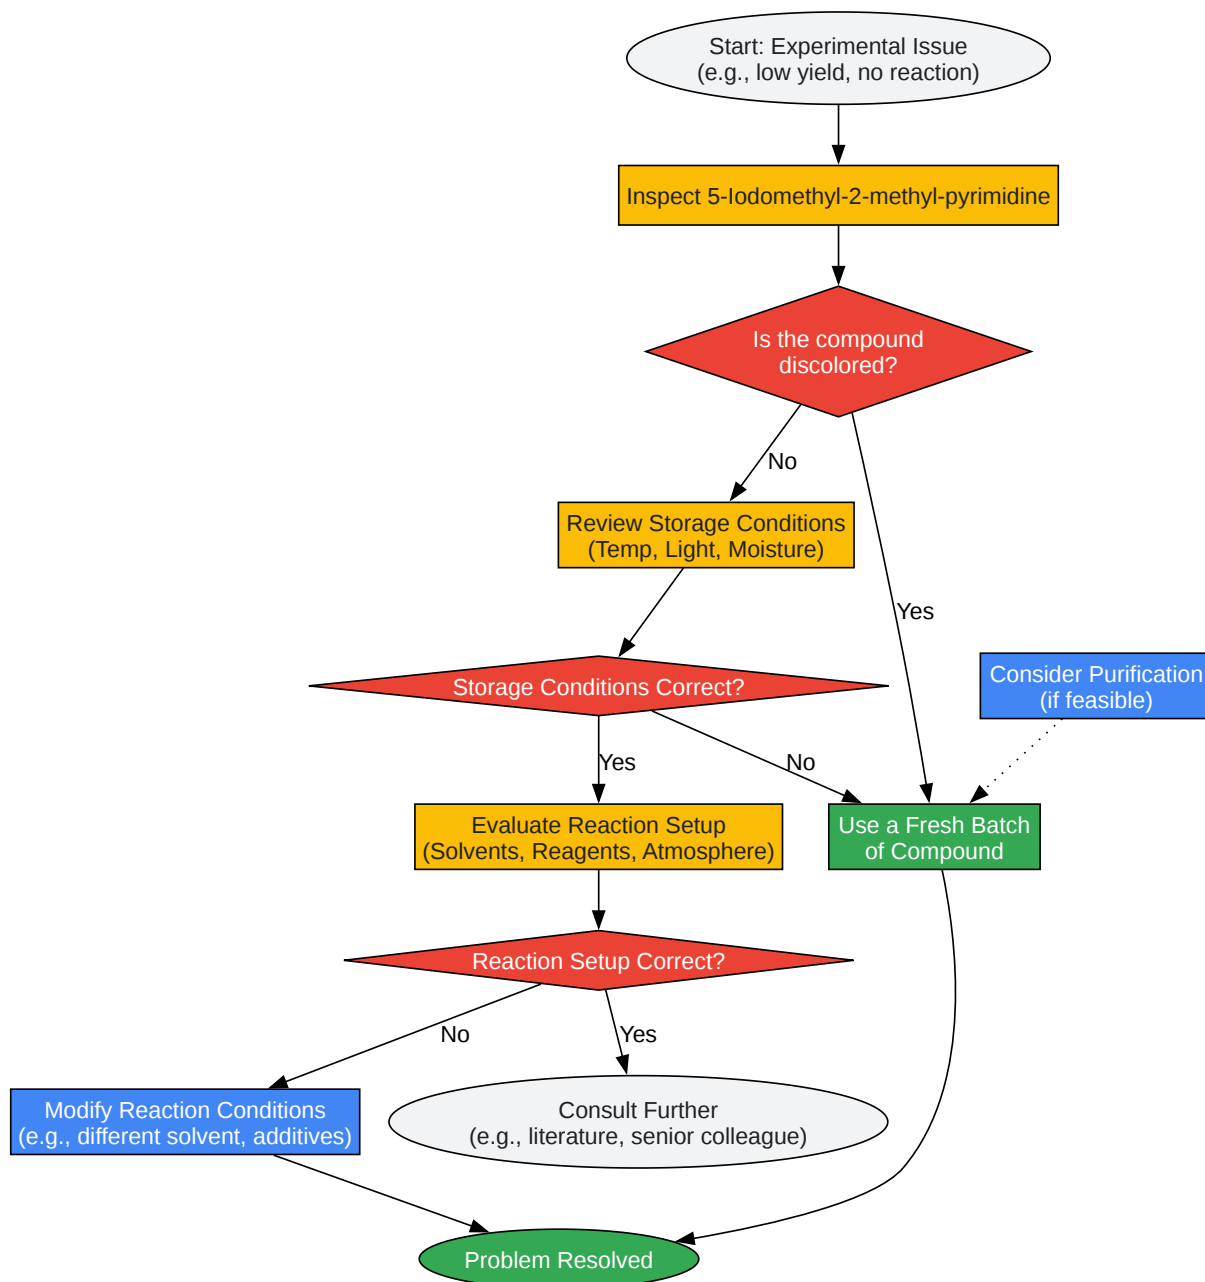 Start: Experimental Issue
(e.g., low yield, no reaction)
Inspect 5-Iodomethyl-2-methyl-pyrimidine
Is the compound
discolored?
No
Review Storage Conditions
(Temp, Light, Moisture)
Yes
Storage Conditions Correct?
Consider Purification
(if feasible)
Yes
No
Evaluate Reaction Setup
(Solvents, Reagents, Atmosphere)
Use a Fresh Batch
of Compound
Reaction Setup Correct?
No
Yes
Modify Reaction Conditions
(e.g., different solvent, additives)
Consult Further
(e.g., literature, senior colleague)
Problem Resolved